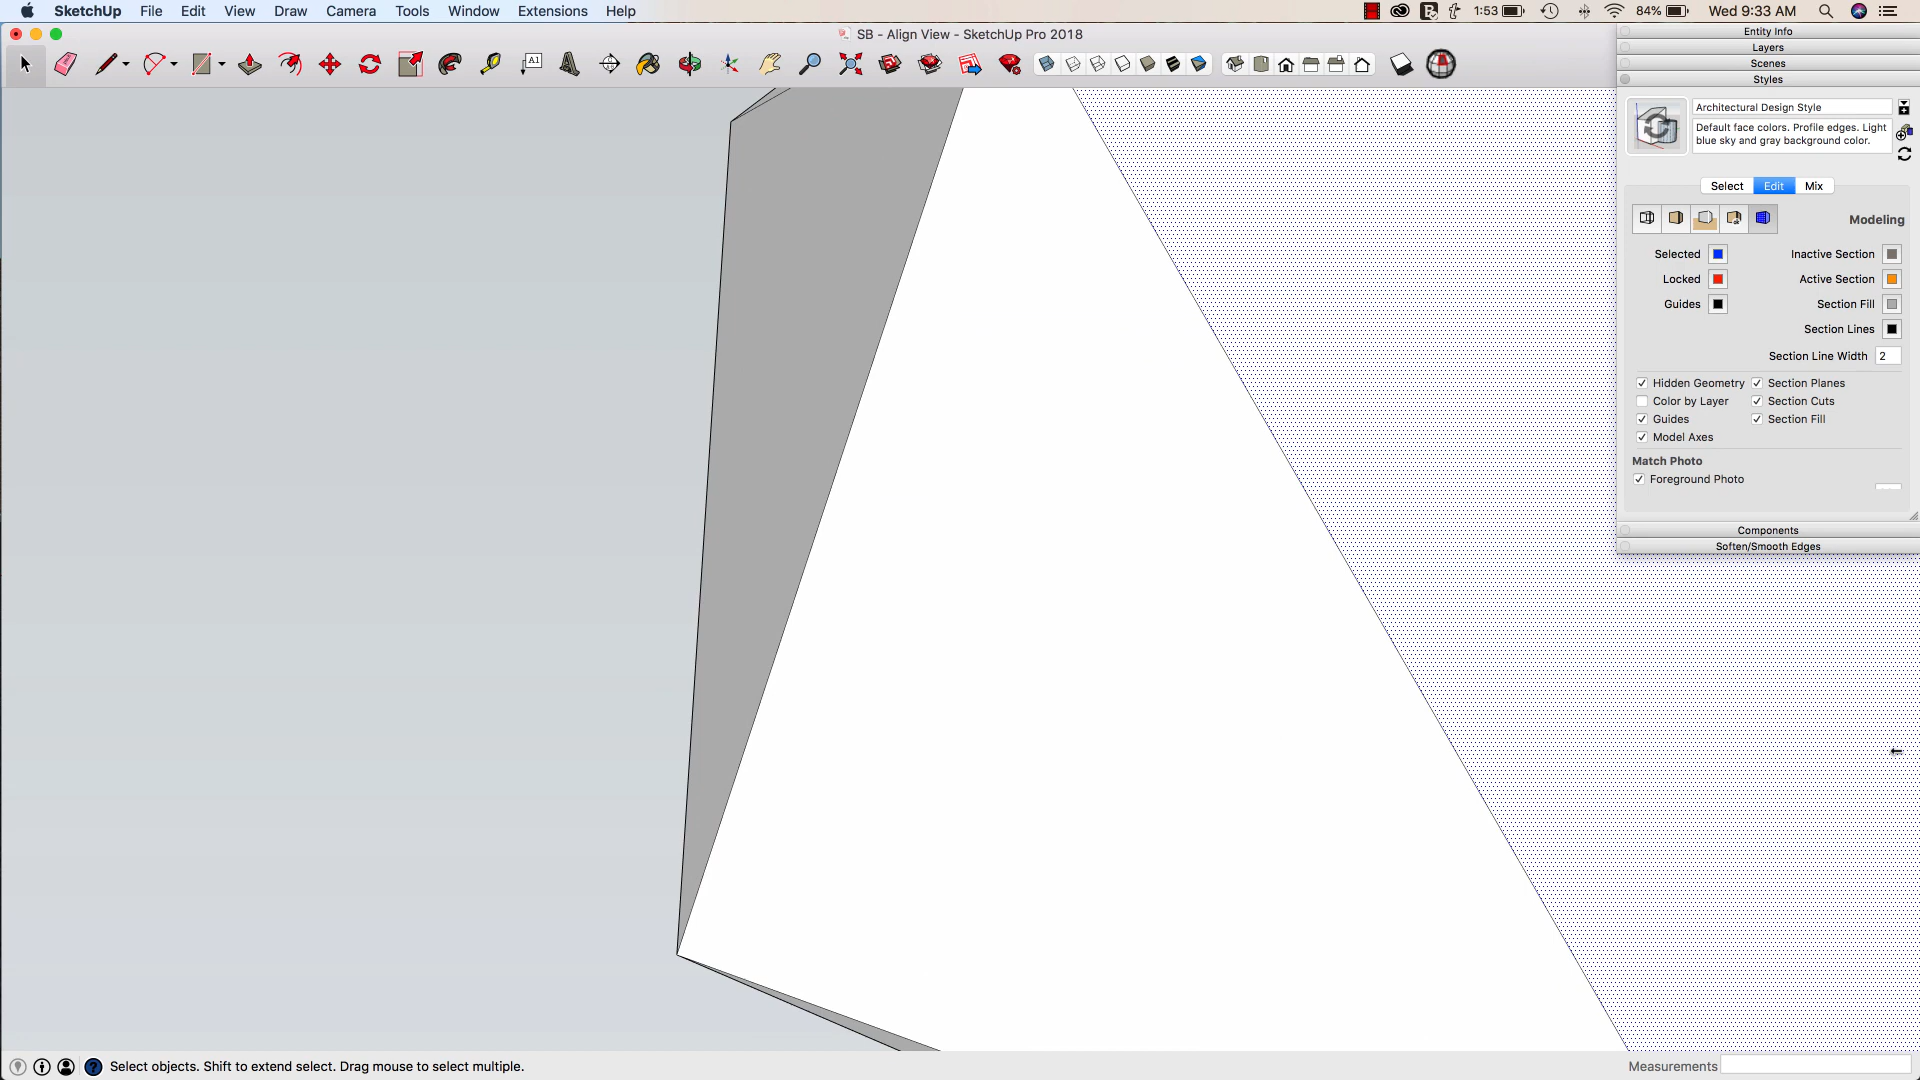 SketchUp File Edit View Draw Camera Tools Window Extensions Help 1:53 84% Wed 9:33 AM
SB - Align View - SketchUp Pro 2018
A1
Entity Info
Layers
Scenes
Styles
Architectural Design Style
Default face colors. Profile edges. Light
blue sky and gray background color.
Select Edit Mix
Modeling
Selected Inactive Section
Locked Active Section
Guides Section Fill
Section Lines
Section Line Width 2
Hidden Geometry Section Planes
Color by Layer Section Cuts
Guides Section Fill
Model Axes
Match Photo
Foreground Photo
Components
Soften/Smooth Edges
Select objects. Shift to extend select. Drag mouse to select multiple. Measurements